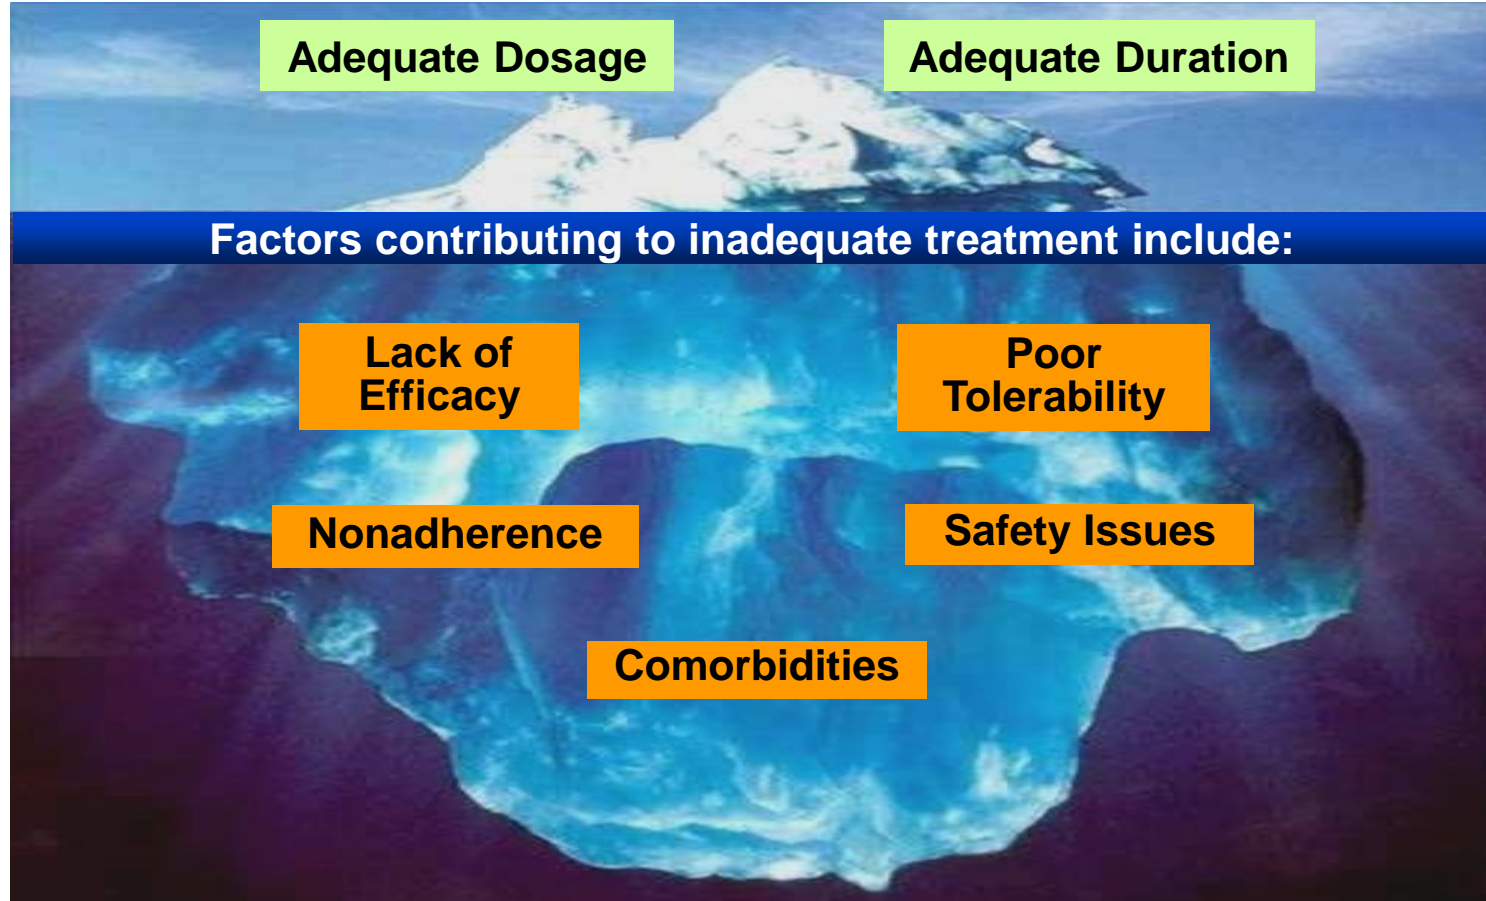 Adequate Dosage
Adequate Duration
Factors contributing to inadequate treatment include:
Lack of
Efficacy
Poor
Tolerability
Nonadherence
Safety Issues
Comorbidities